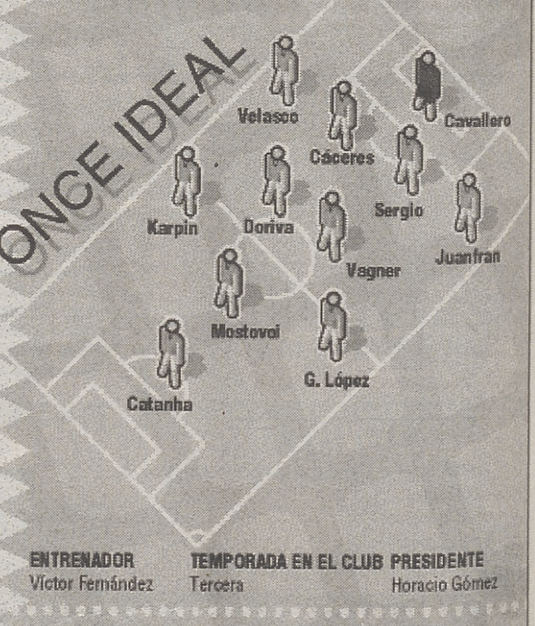 ONCE IDEAL
Velasco
Cavallero
Cáceres
Sergio
Karpin
Doriva
Juanfran
Vagner
Mostovoi
G. López
Catanha
ENTRENADOR
Víctor Fernández
TEMPORADA EN EL CLUB
Tercera
PRESIDENTE
Horacio Gómez